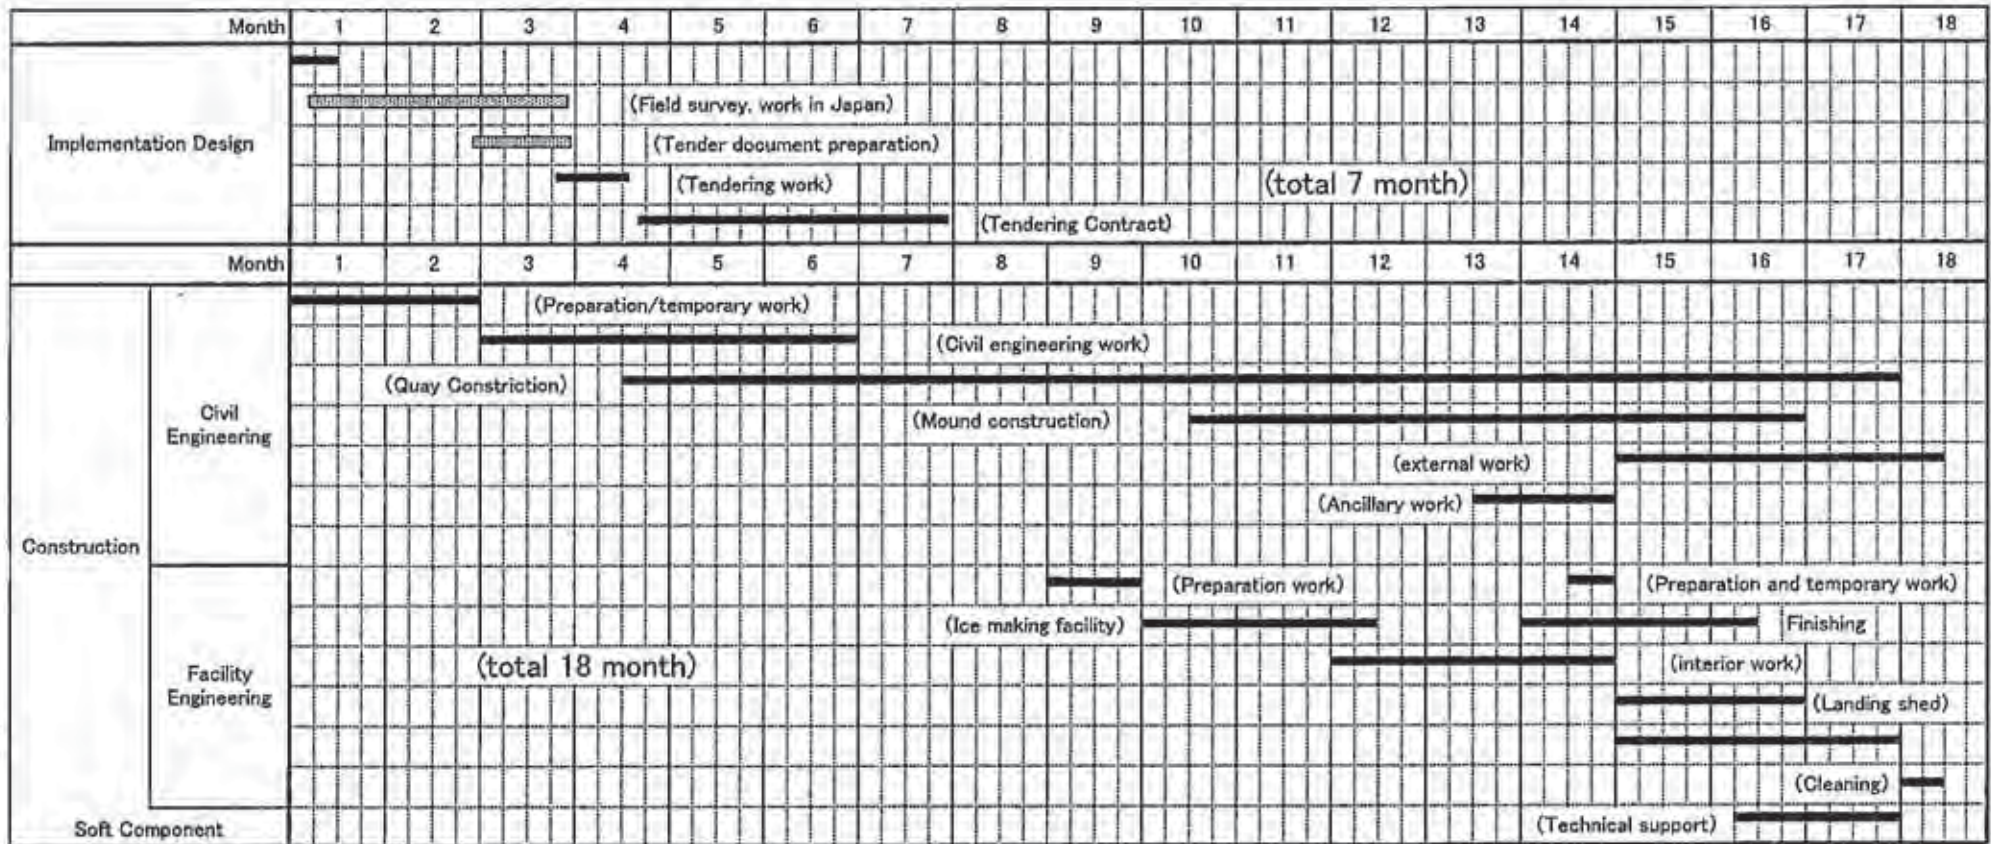 Month 1 2 3 4 5 6 7 8 9 10 11 12 13 14 15 16 17 18
Implementation Design
(Field survey, work in Japan)
(Tender document preparation)
(Tendering work)
(total 7 month)
(Tendering Contract)
Month 1 2 3 4 5 6 7 8 9 10 11 12 13 14 15 16 17 18
Construction
Civil
Engineering
(Preparation/temporary work)
(Civil engineering work)
(Quay Constriction)
(Mound construction)
(external work)
(Ancillary work)
Facility
Engineering
(Preparation work) (Preparation and temporary work)
(Ice making facility) Finishing
(total 18 month)
(interior work)
(Landing shed)
(Cleaning)
Soft Component
(Technical support)